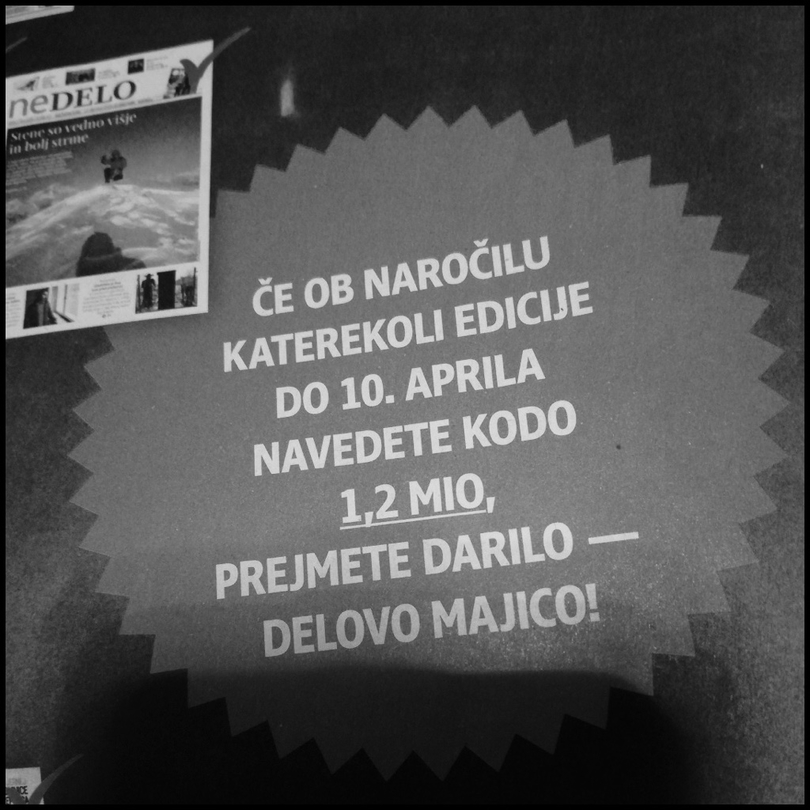 neDELO
Stene so vedno višje
in bolj strme
ČE OB NAROČILU
KATEREKOLI EDICIJE
DO 10. APRILA
NAVEDETE KODO
1,2 MIO,
PREJMETE DARILO —
DELOVO MAJICO!